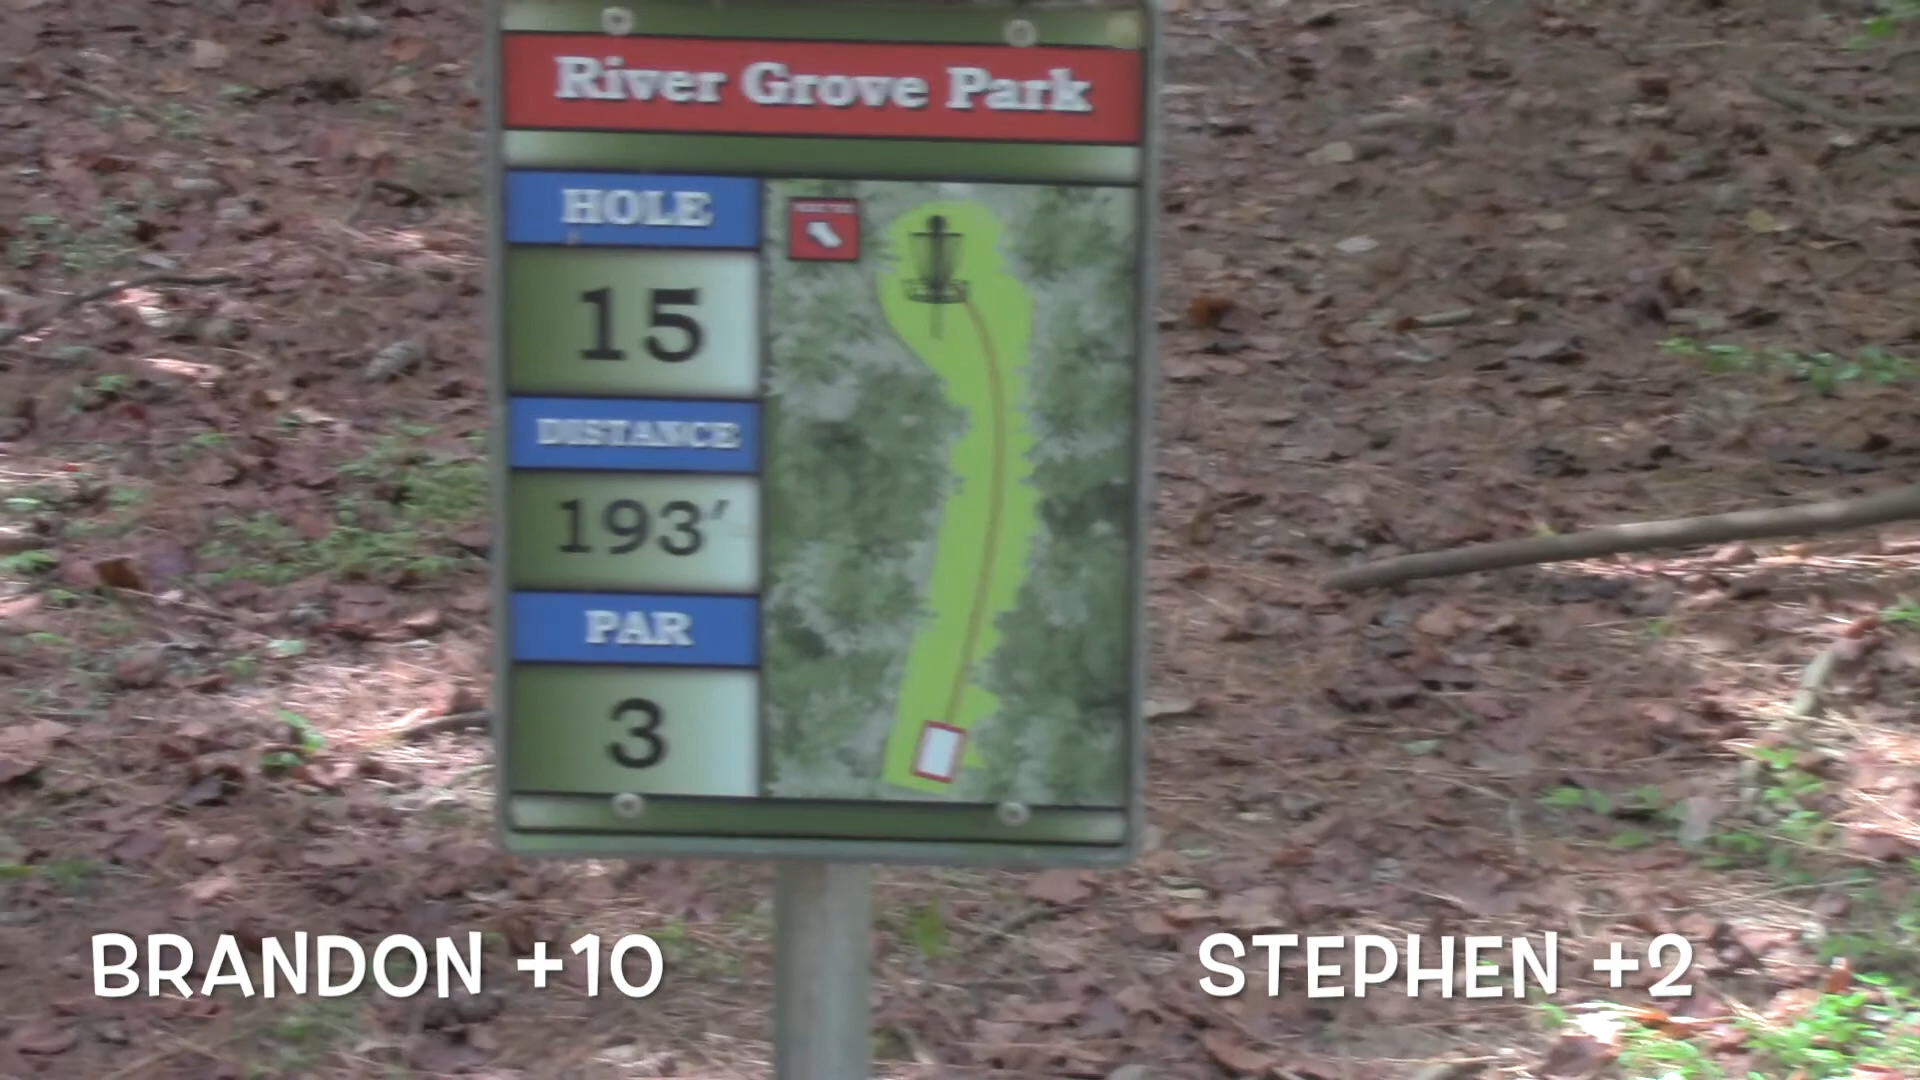 River Grove Park
HOLE
15
DISTANCE
193'
PAR
3
BRANDON +10
STEPHEN +2